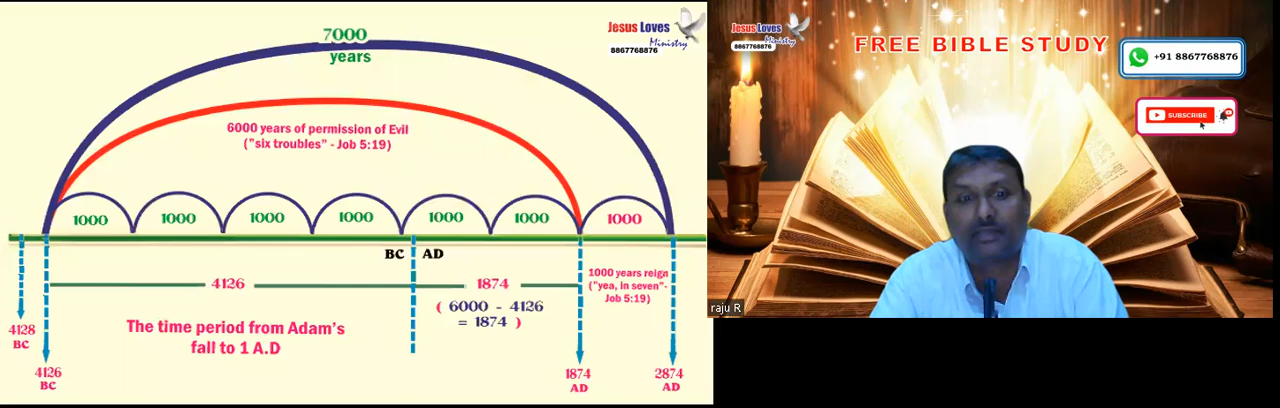 7000
years
Jesus Loves
Ministry
8867768876
6000 years of permission of Evil
("six troubles" - Job 5:19)
1000
1000
1000
1000
1000
1000
1000
BC
AD
4126
1874
( 6000 - 4126
= 1874 )
1000 years reign
("yea, in seven"-
Job 5:19)
The time period from Adam's
fall to 1 A.D
4128
BC
4126
BC
1874
AD
2874
AD
Jesus Loves
Ministry
8867768876
FREE BIBLE STUDY
+91 8867768876
SUBSCRIBE
raju R